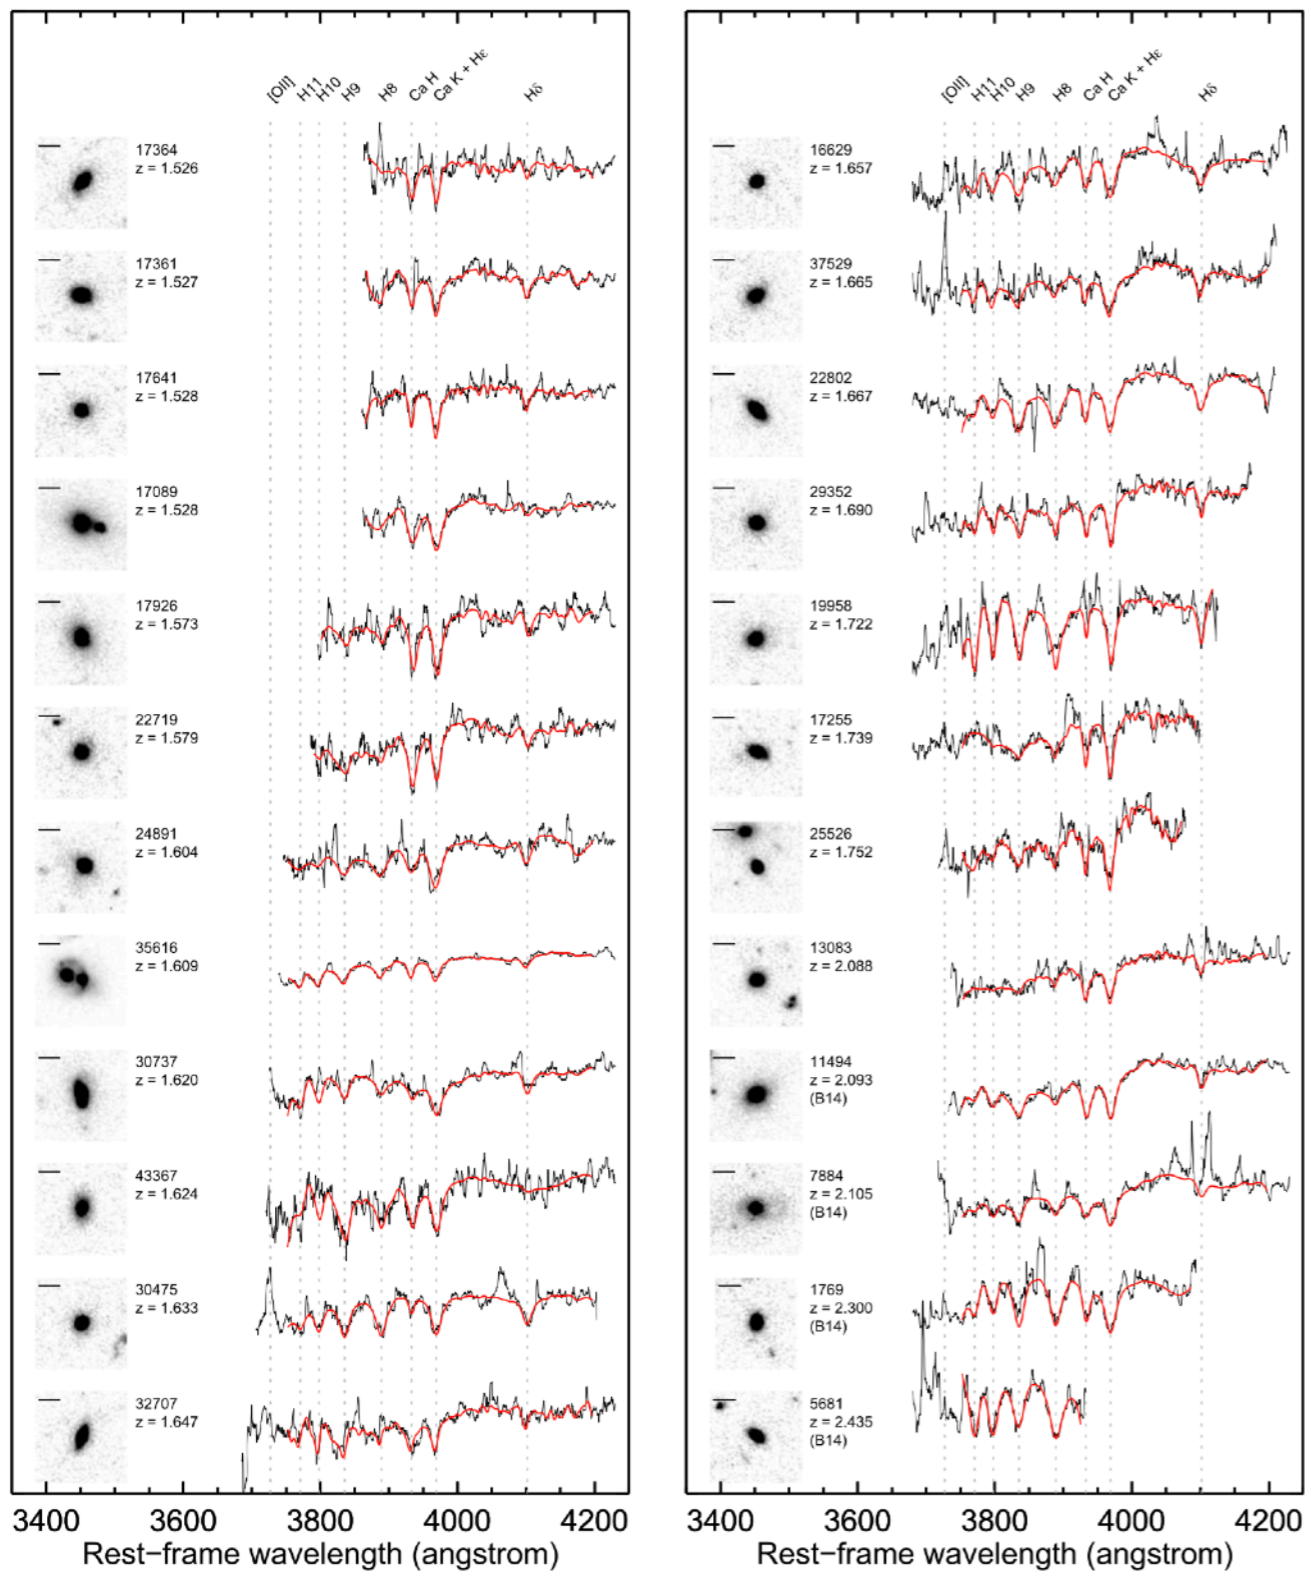 [OII] H11 H10 H9 H8 Ca H Ca K + Hε Hδ
17364
z = 1.526
17361
z = 1.527
17641
z = 1.528
17089
z = 1.528
17926
z = 1.573
22719
z = 1.579
24891
z = 1.604
35616
z = 1.609
30737
z = 1.620
43367
z = 1.624
30475
z = 1.633
32707
z = 1.647
3400 3600 3800 4000 4200
Rest−frame wavelength (angstrom)
[OII] H11 H10 H9 H8 Ca H Ca K + Hε Hδ
16629
z = 1.657
37529
z = 1.665
22802
z = 1.667
29352
z = 1.690
19958
z = 1.722
17255
z = 1.739
25526
z = 1.752
13083
z = 2.088
11494
z = 2.093
(B14)
7884
z = 2.105
(B14)
1769
z = 2.300
(B14)
5681
z = 2.435
(B14)
3400 3600 3800 4000 4200
Rest−frame wavelength (angstrom)